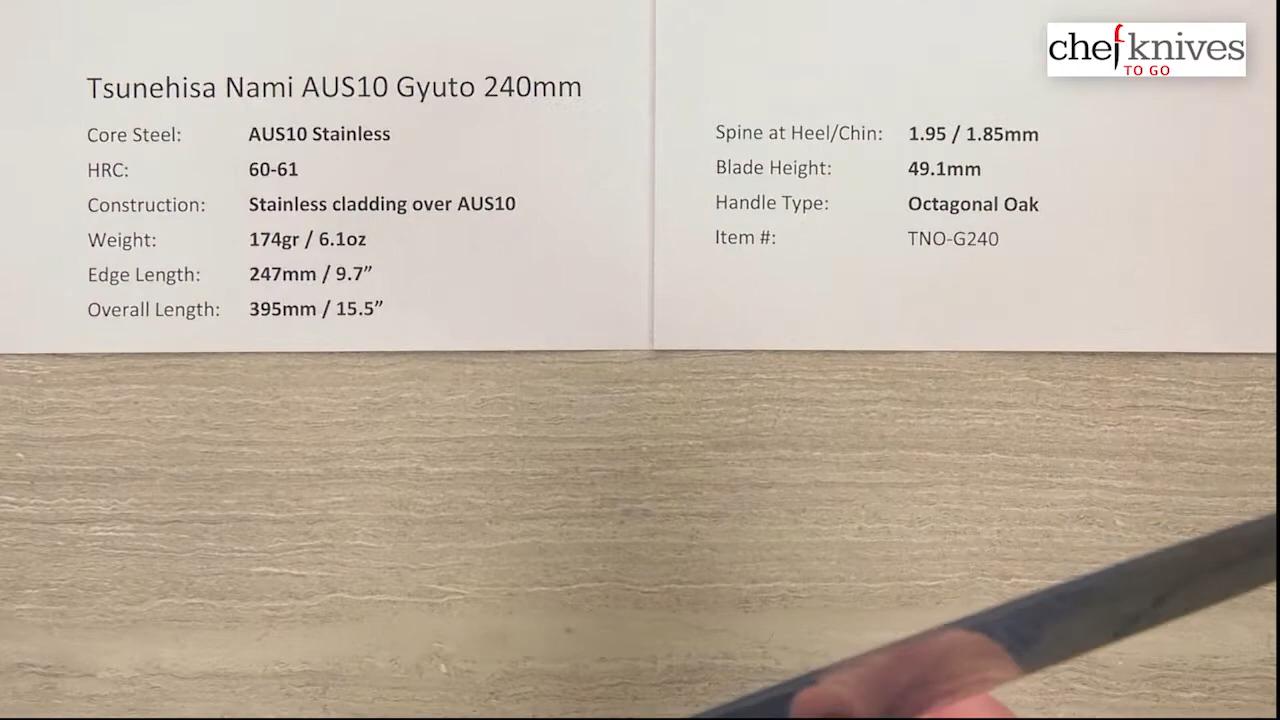 chef knives
TO GO
Tsunehisa Nami AUS10 Gyuto 240mm
Core Steel: AUS10 Stainless
HRC: 60-61
Construction: Stainless cladding over AUS10
Weight: 174gr / 6.1oz
Edge Length: 247mm / 9.7”
Overall Length: 395mm / 15.5”
Spine at Heel/Chin: 1.95 / 1.85mm
Blade Height: 49.1mm
Handle Type: Octagonal Oak
Item #: TNO-G240